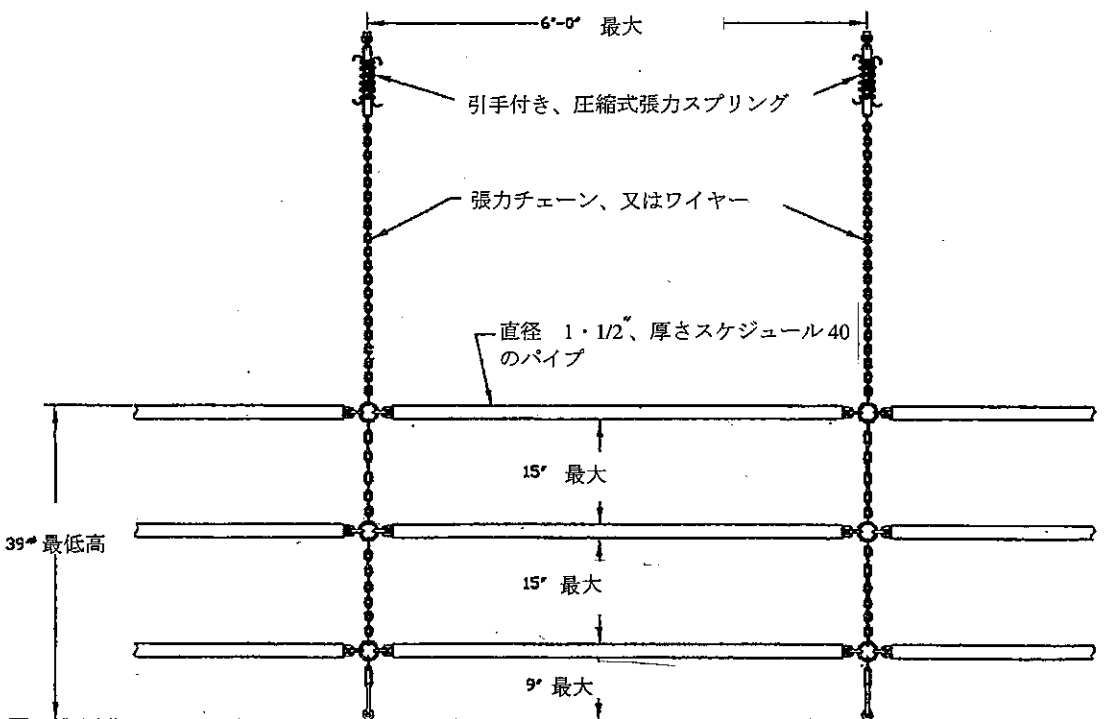 6'-0" 最大
引手付き、圧縮式張力スプリング
張力チェーン、又はワイヤー
直径 1・1/2"、厚さスケジュール40
のパイプ
15" 最大
39" 最低高
15" 最大
9" 最大